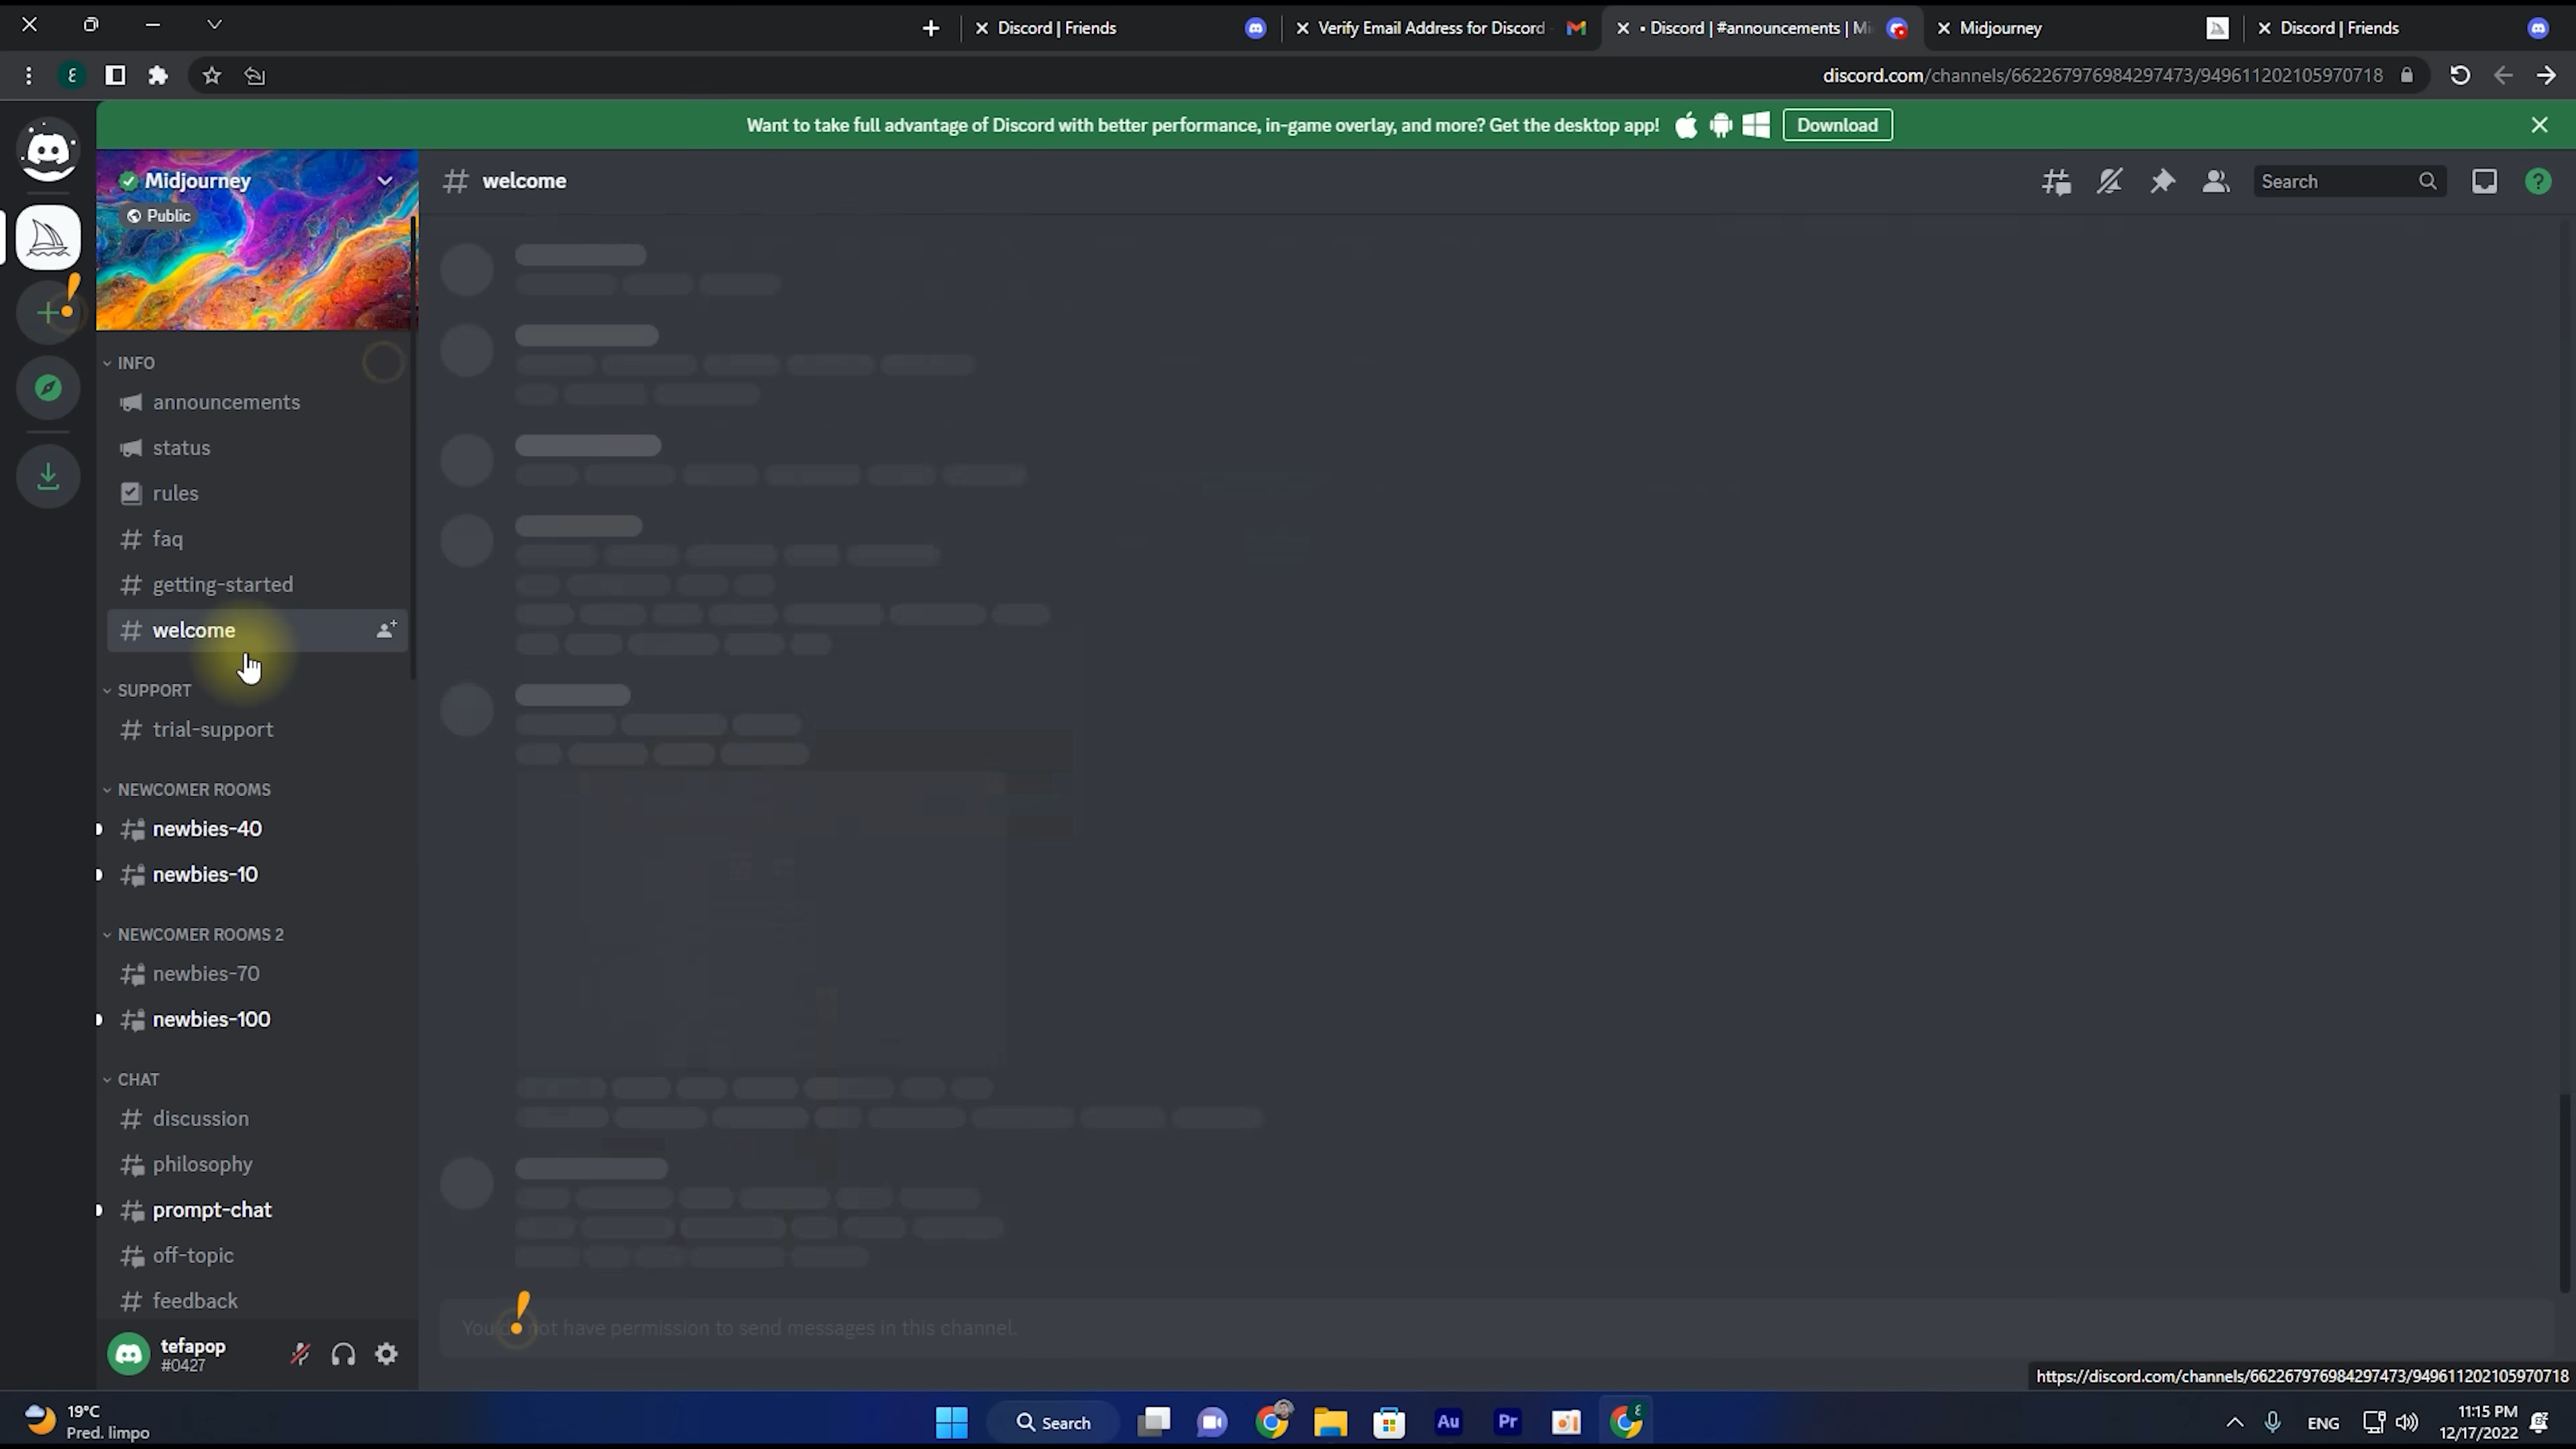 Discord | Friends
Verify Email Address for Discord
• Discord | #announcements | Mi
Midjourney
Discord | Friends
discord.com/channels/662267976984297473/949611202105970718
Want to take full advantage of Discord with better performance, in-game overlay, and more? Get the desktop app!
Download
Midjourney
Public
welcome
Search
INFO
announcements
status
rules
faq
getting-started
welcome
SUPPORT
trial-support
NEWCOMER ROOMS
newbies-40
newbies-10
NEWCOMER ROOMS 2
newbies-70
newbies-100
CHAT
discussion
philosophy
prompt-chat
off-topic
feedback
You do not have permission to send messages in this channel.
tefapop
#0427
https://discord.com/channels/662267976984297473/949611202105970718
19°C
Pred. limpo
Search
Au
Pr
ENG
11:15 PM
12/17/2022